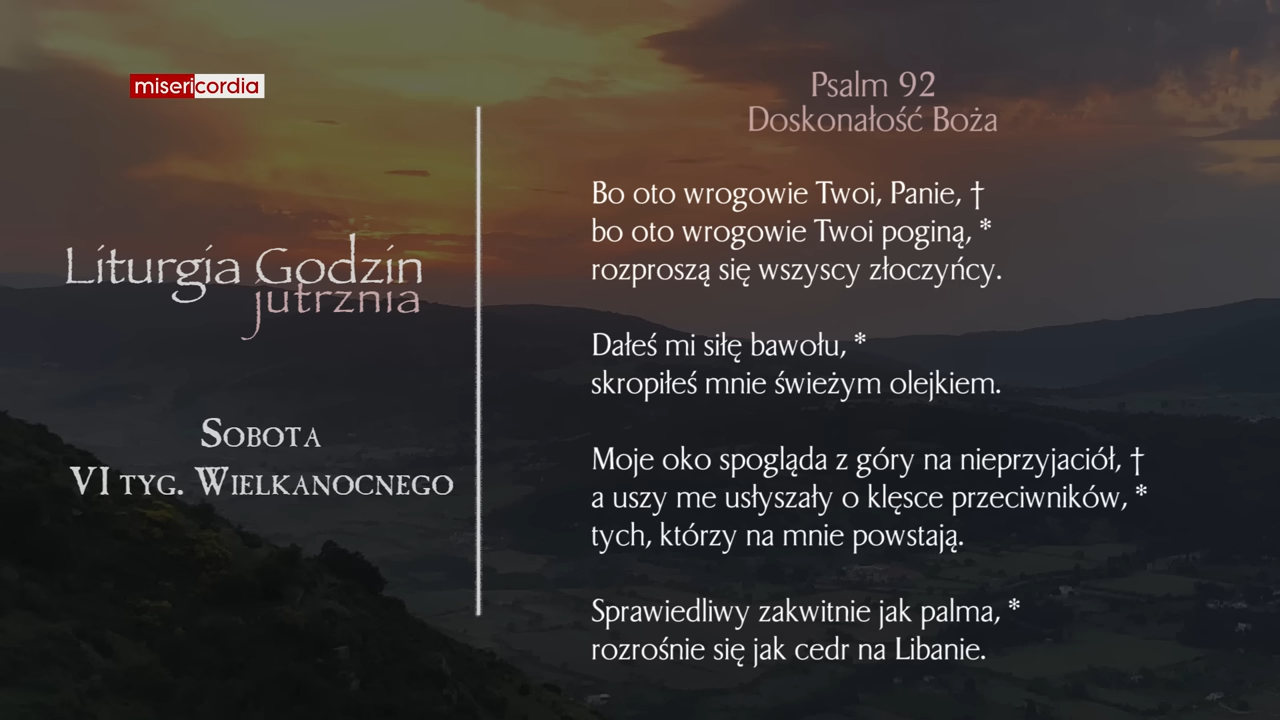 misericordia
Liturgia Godzin
jutrznia
Sobota
VI tyg. Wielkanocnego
Psalm 92
Doskonałość Boża
Bo oto wrogowie Twoi, Panie, †
bo oto wrogowie Twoi poginą, *
rozproszą się wszyscy złoczyńcy.
Dałeś mi siłę bawołu, *
skropiłeś mnie świeżym olejkiem.
Moje oko spogląda z góry na nieprzyjaciół, †
a uszy me usłyszały o klęsce przeciwników, *
tych, którzy na mnie powstają.
Sprawiedliwy zakwitnie jak palma, *
rozrośnie się jak cedr na Libanie.